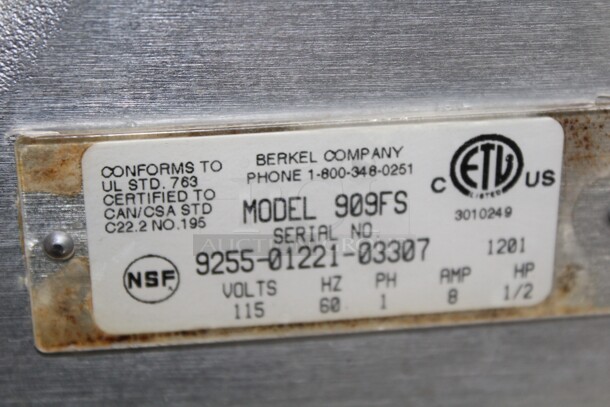 CONFORMS TO
UL STD. 763
CERTIFIED TO
CAN/CSA STD
C22.2 NO.195
NSF
BERKEL COMPANY
PHONE 1-800-348-0251
MODEL 909FS
SERIAL NO.
9255-01221-03307
1201
VOLTS HZ PH AMP HP
115 60 1 8 1/2
C ETL US
LISTED
3010249